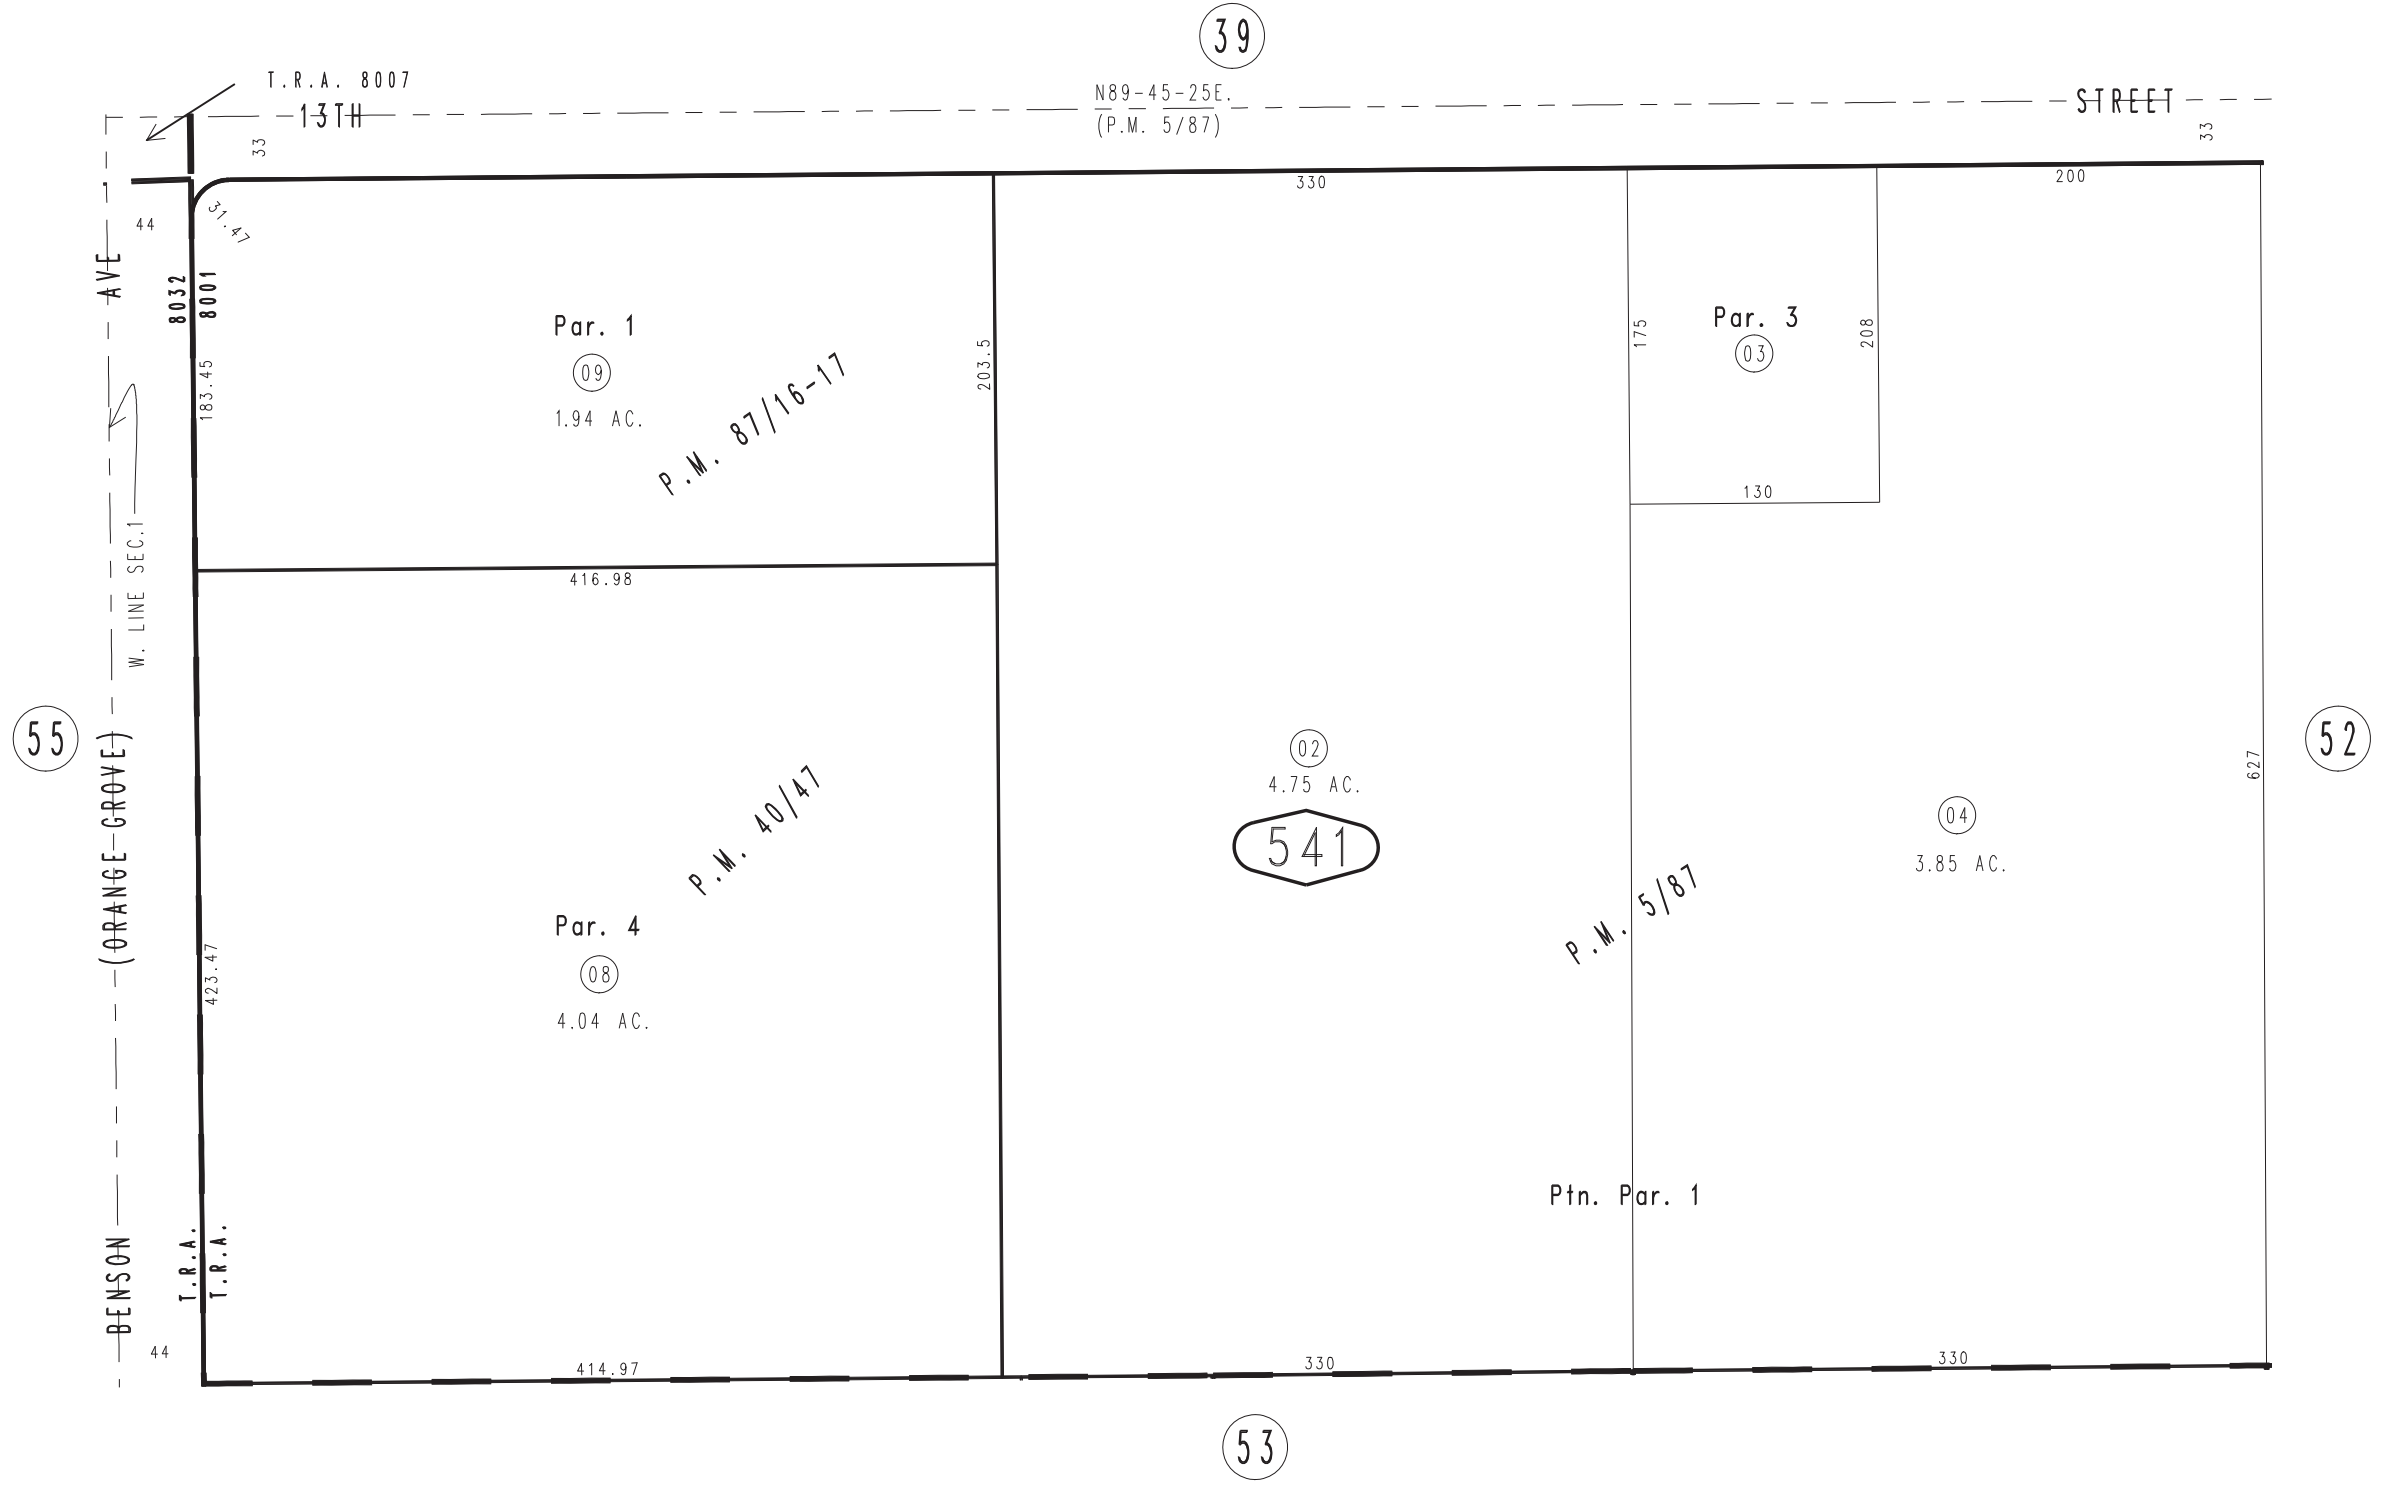 39
T.R.A. 8007
N89-45-25E.
13TH
STREET
(P.M. 5/87)
33
33
330
200
44
31.47
AVE
8032
8001
Par. 1
09
1.94 AC.
183.45
203.5
P.M. 87/16-17
175
Par. 3
03
208
130
W. LINE SEC.1
416.98
55
(ORANGE GROVE)
02
4.75 AC.
541
52
627
P.M. 40/47
04
3.85 AC.
P.M. 5/87
Par. 4
08
4.04 AC.
423.47
Ptn. Par. 1
BENSON
T.R.A.
T.R.A.
44
414.97
330
330
53